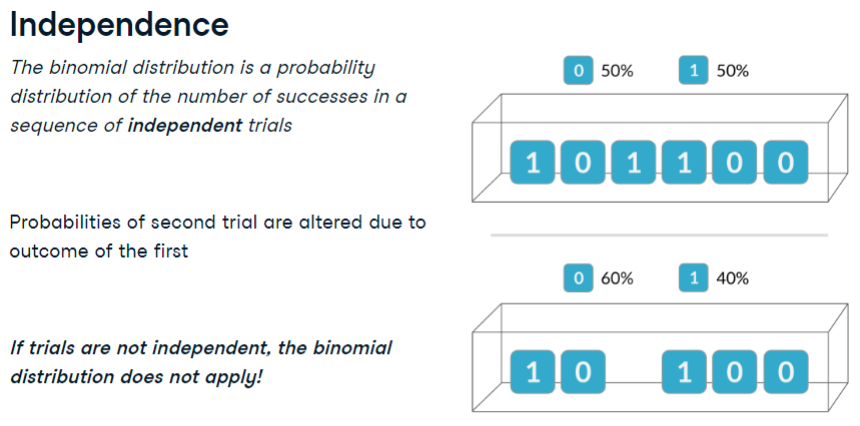 Independence
The binomial distribution is a probability
distribution of the number of successes in a
sequence of independent trials
0 50% 1 50%
1 0 1 1 0 0
Probabilities of second trial are altered due to
outcome of the first
0 60% 1 40%
1 0 1 0 0
If trials are not independent, the binomial
distribution does not apply!